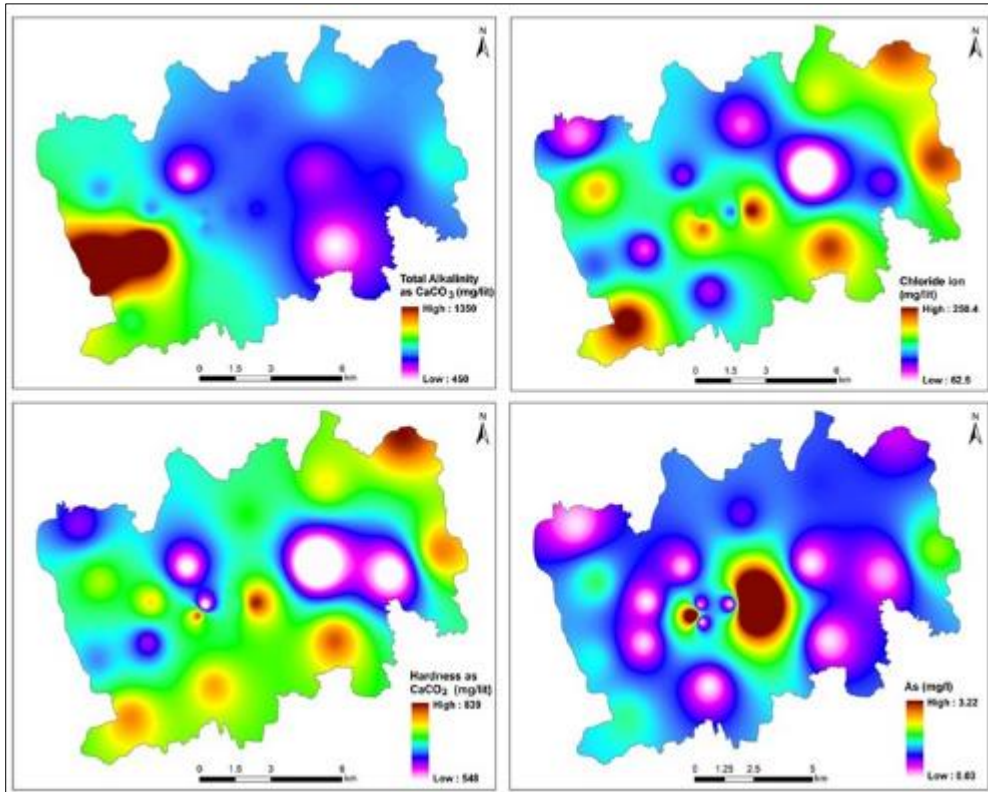 N
Total Alkalinity
as CaCO3 (mg/lit)
High : 1350
Low : 450
0 1.5 3 6
km
N
Chloride ion
(mg/lit)
High : 250.4
Low : 62.5
0 1.5 3 6
km
N
Hardness as
CaCO3 (mg/lit)
High : 839
Low : 548
0 1.5 3 6
km
N
As (mg/l)
High : 3.22
Low : 0.03
0 1.25 2.5 5
km